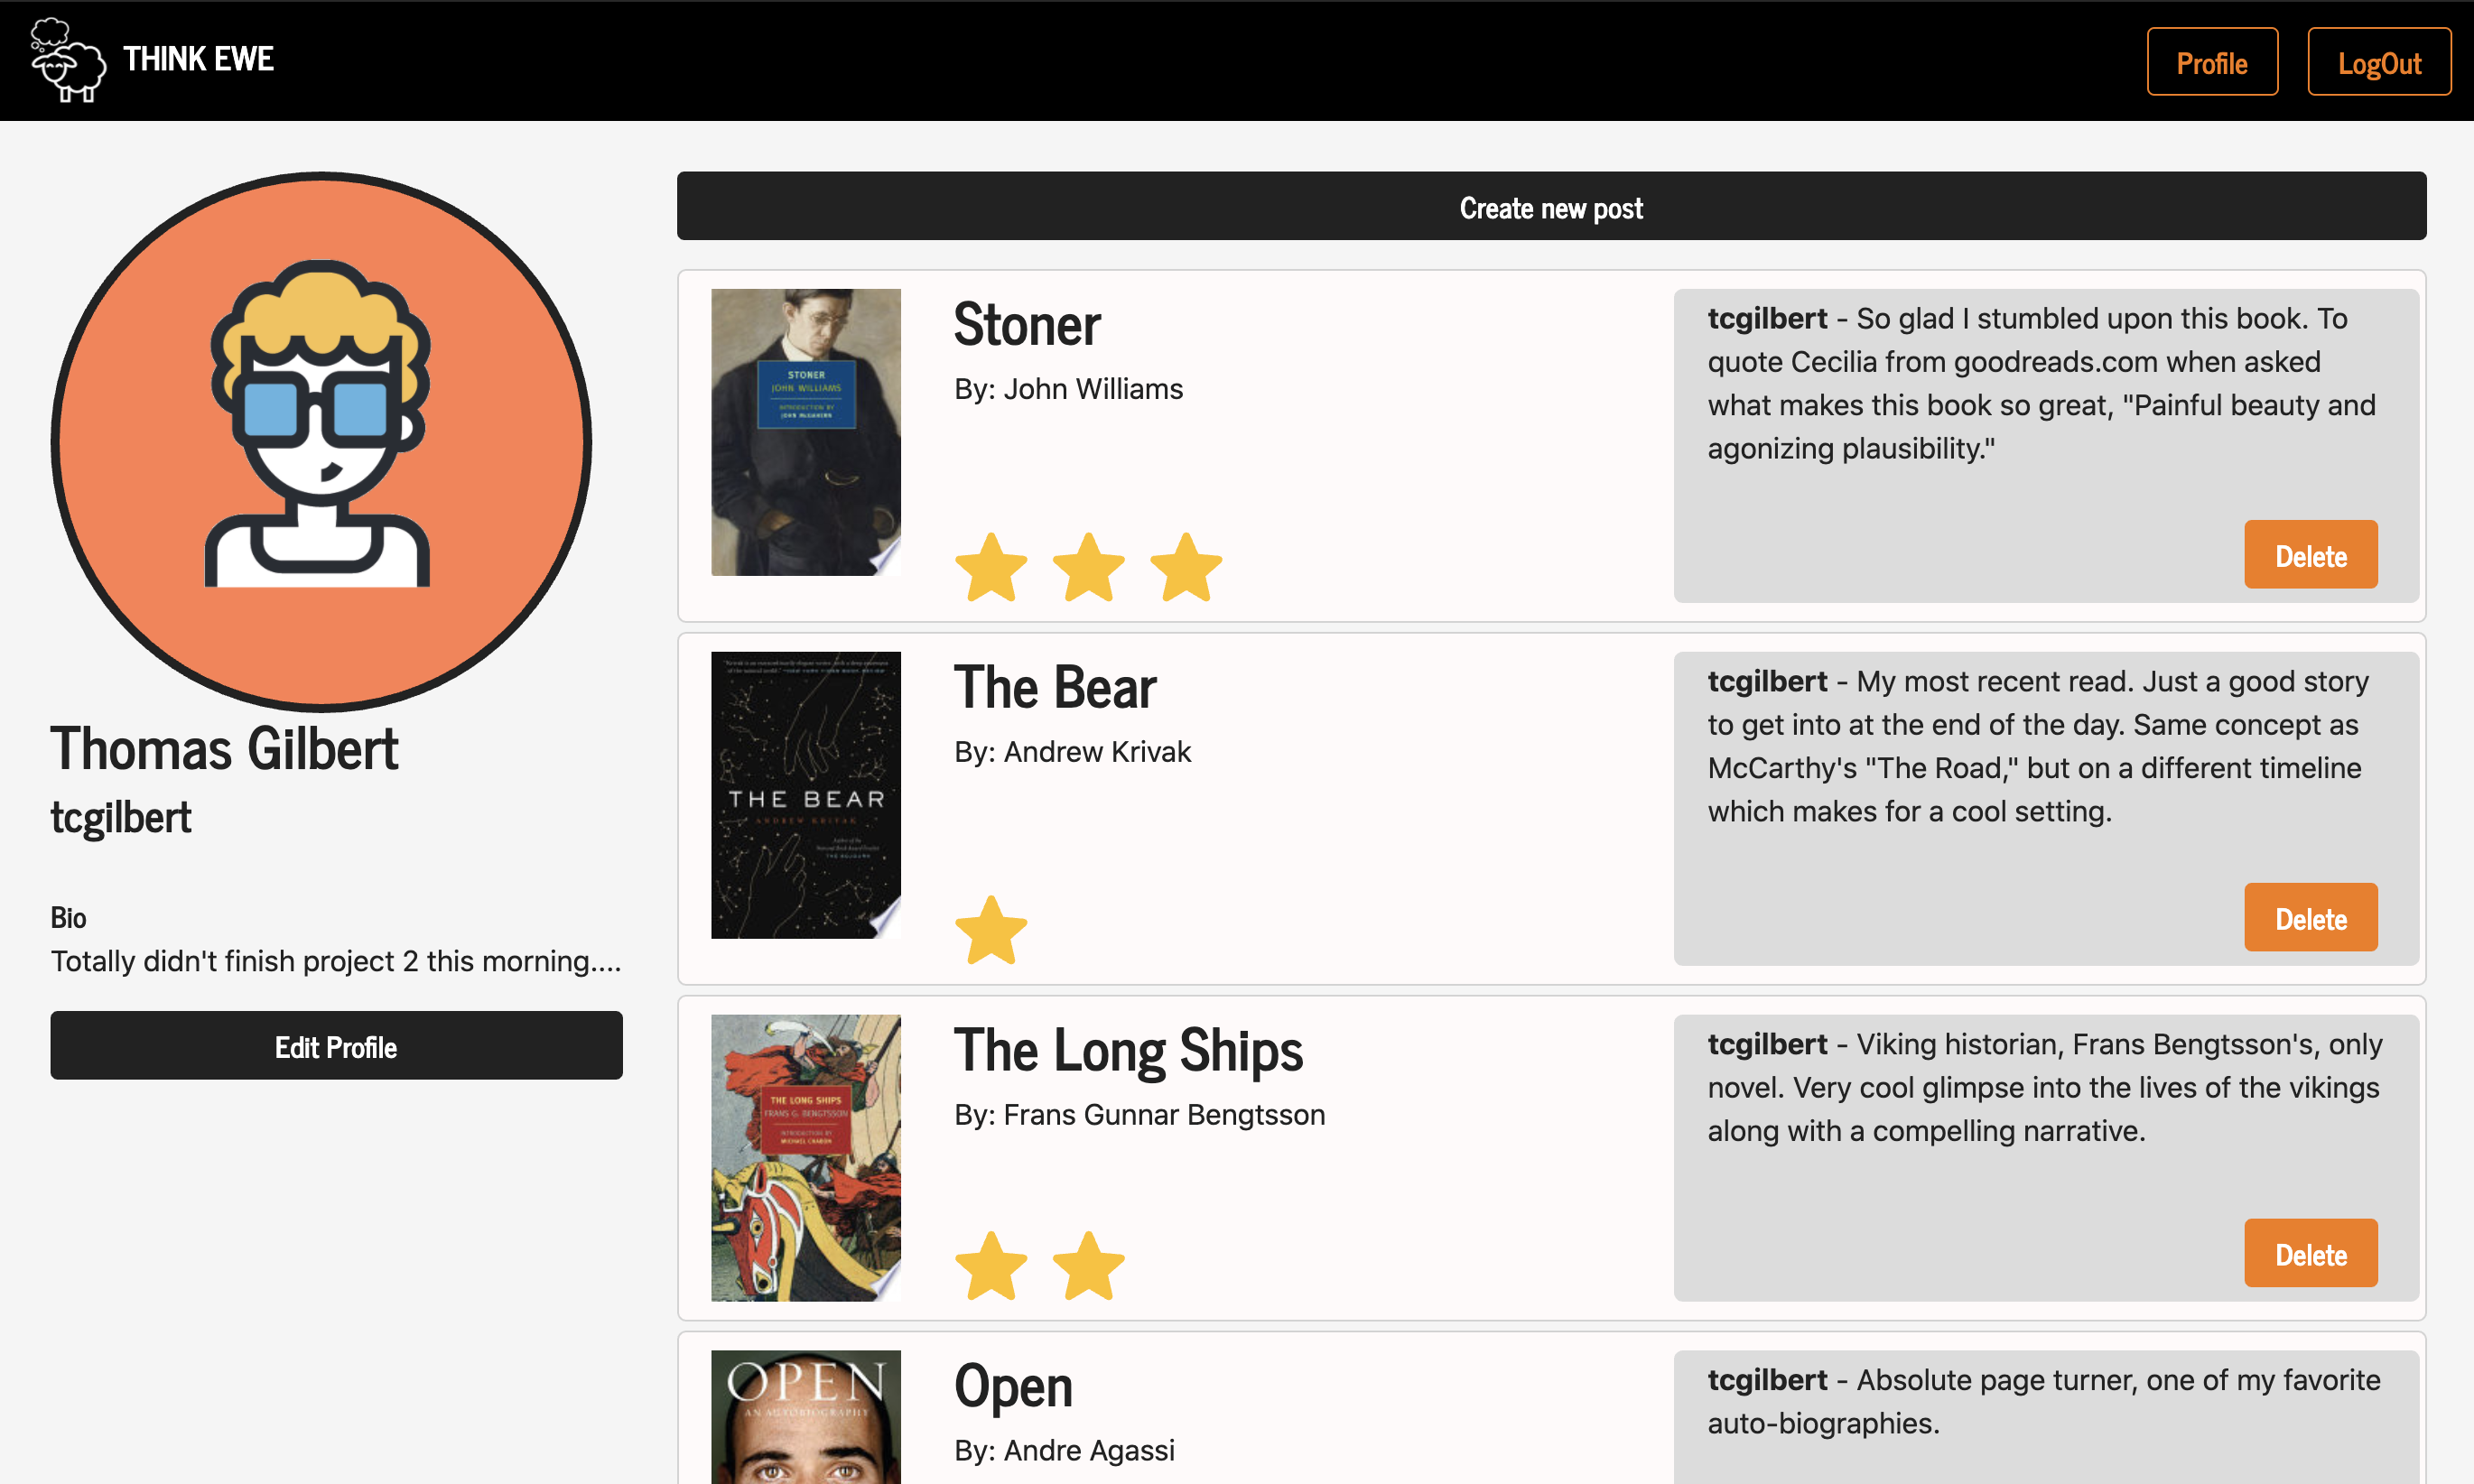 THINK EWE
Profile
LogOut
Thomas Gilbert
tcgilbert
Bio
Totally didn't finish project 2 this morning....
Edit Profile
Create new post
STONER
JOHN WILLIAMS
INTRODUCTION BY
JOHN McGAHERN
Stoner
By: John Williams
tcgilbert - So glad I stumbled upon this book. To
quote Cecilia from goodreads.com when asked
what makes this book so great, "Painful beauty and
agonizing plausibility."
Delete
THE BEAR
ANDREW KRIVAK
The Bear
By: Andrew Krivak
tcgilbert - My most recent read. Just a good story
to get into at the end of the day. Same concept as
McCarthy's "The Road," but on a different timeline
which makes for a cool setting.
Delete
THE LONG SHIPS
FRANS G. BENGTSSON
INTRODUCTION BY
MICHAEL CHABON
The Long Ships
By: Frans Gunnar Bengtsson
tcgilbert - Viking historian, Frans Bengtsson's, only
novel. Very cool glimpse into the lives of the vikings
along with a compelling narrative.
Delete
OPEN
AN AUTOBIOGRAPHY
Open
By: Andre Agassi
tcgilbert - Absolute page turner, one of my favorite
auto-biographies.